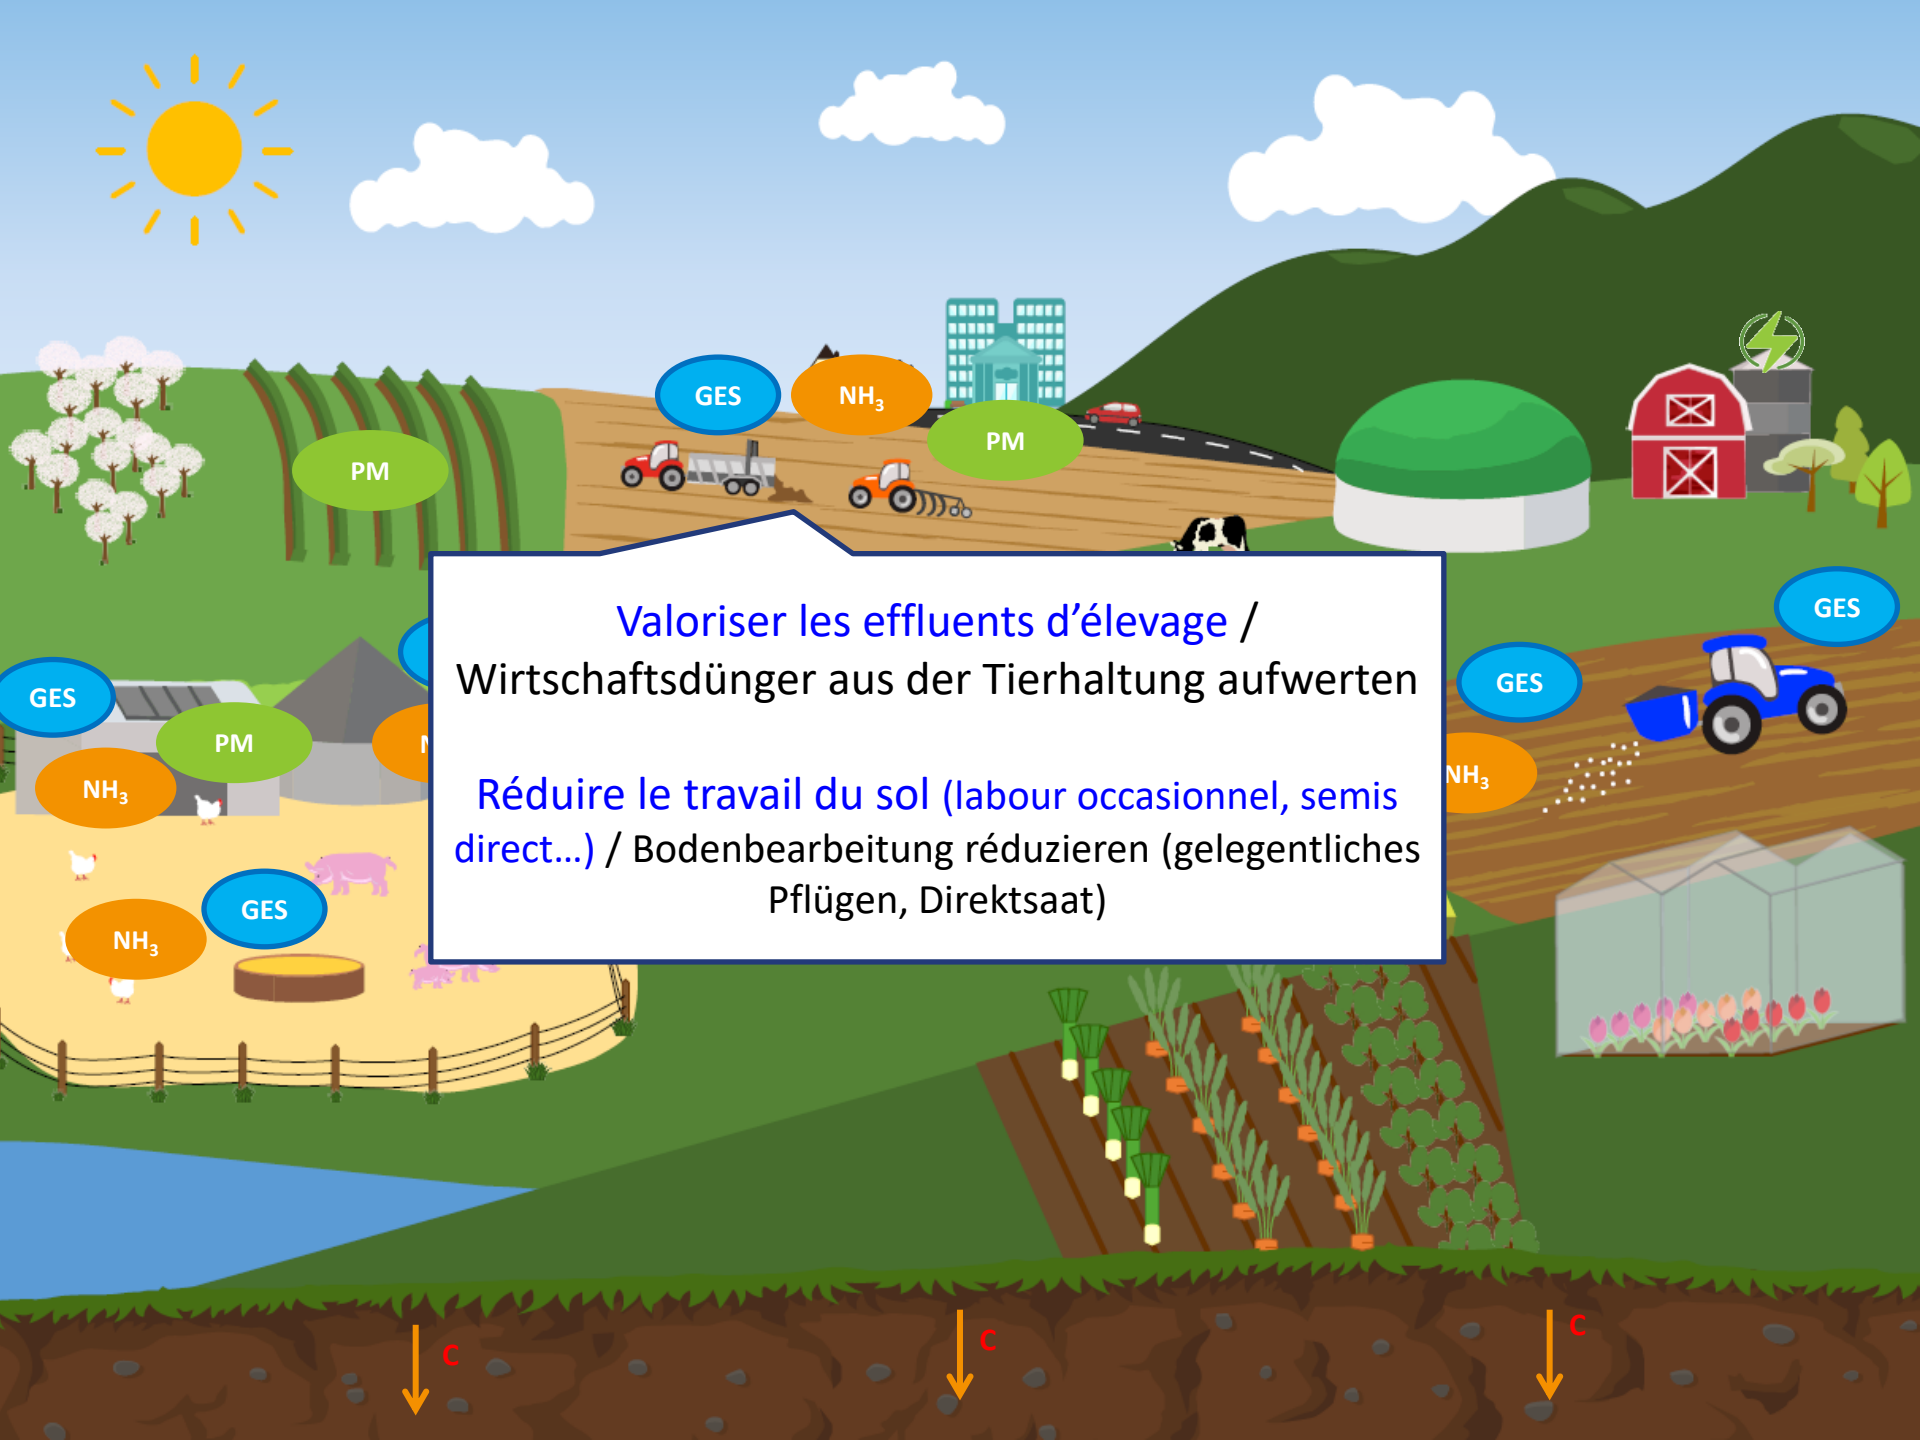 GES
NH₃
PM
PM
GES
GES
GES
PM
NH₃
NH₃
Valoriser les effluents d’élevage /
Wirtschaftsdünger aus der Tierhaltung aufwerten
Réduire le travail du sol (labour occasionnel, semis
direct...) / Bodenbearbeitung réduzieren (gelegentliches
Pflügen, Direktsaat)
GES
NH₃
C
C
C